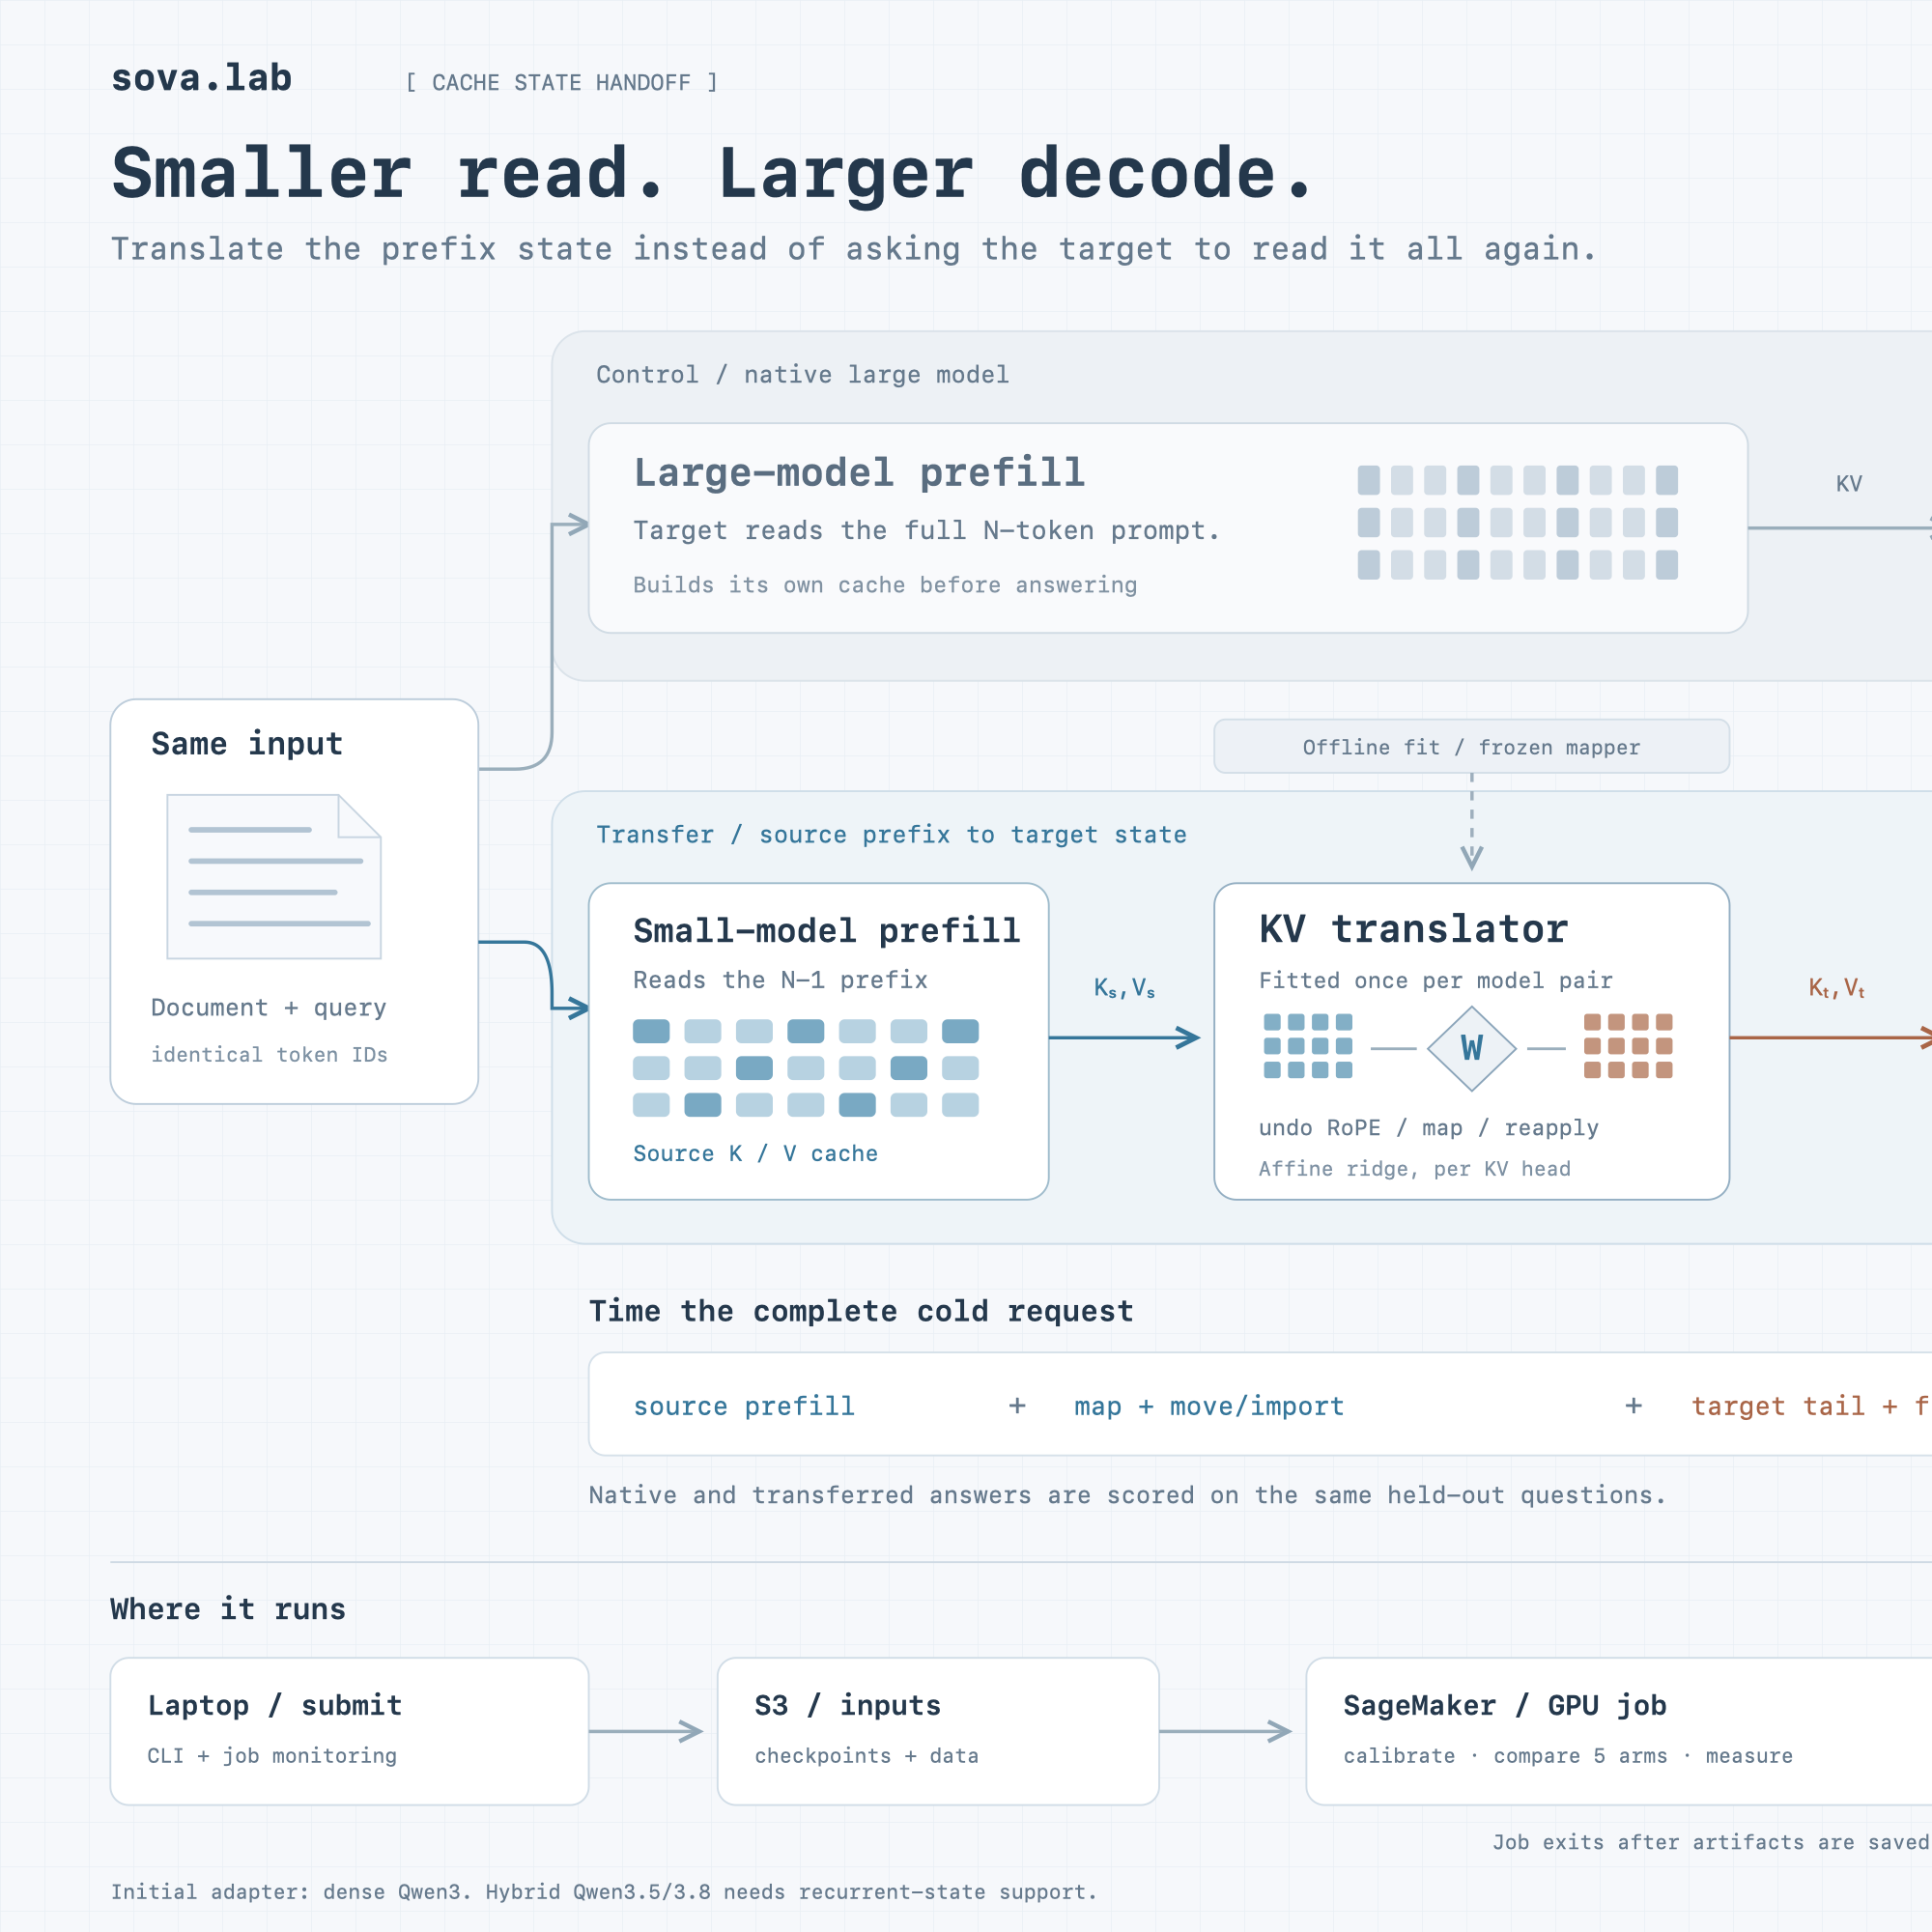 sova.lab
[ CACHE STATE HANDOFF ]
Smaller read. Larger decode.
Translate the prefix state instead of asking the target to read it all again.
Control / native large model
Large−model prefill
Target reads the full N−token prompt.
Builds its own cache before answering
KV
Same input
Document + query
identical token IDs
Offline fit / frozen mapper
Transfer / source prefix to target state
Small−model prefill
Reads the N−1 prefix
Source K / V cache
Kₛ,Vₛ
KV translator
Fitted once per model pair
W
undo RoPE / map / reapply
Affine ridge, per KV head
Kₜ,Vₜ
Time the complete cold request
source prefill + map + move/import + target tail + f
Native and transferred answers are scored on the same held−out questions.
Where it runs
Laptop / submit
CLI + job monitoring
S3 / inputs
checkpoints + data
SageMaker / GPU job
calibrate · compare 5 arms · measure
Job exits after artifacts are saved
Initial adapter: dense Qwen3. Hybrid Qwen3.5/3.8 needs recurrent−state support.